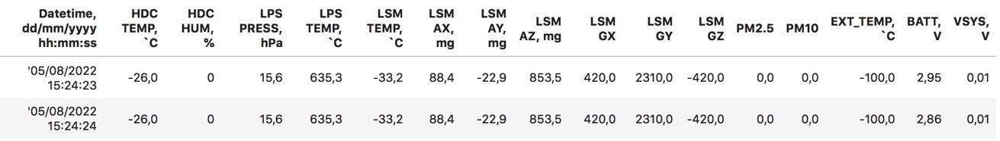 Datetime, dd/mm/yyyy hh:mm:ss HDC TEMP, `C HDC HUM, % LPS PRESS, hPa LPS TEMP, `C LSM TEMP, `C LSM AX, mg LSM AY, mg LSM AZ, mg LSM GX LSM GY LSM GZ PM2.5 PM10 EXT_TEMP, `C BATT, V VSYS, V
'05/08/2022 15:24:23 -26,0 0 15,6 635,3 -33,2 88,4 -22,9 853,5 420,0 2310,0 -420,0 0,0 0,0 -100,0 2,95 0,01
'05/08/2022 15:24:24 -26,0 0 15,6 635,3 -33,2 88,4 -22,9 853,5 420,0 2310,0 -420,0 0,0 0,0 -100,0 2,86 0,01